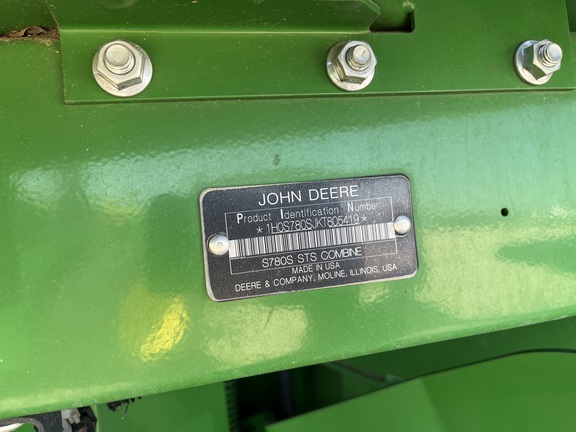 JOHN DEERE
Product Identification Number
*1H0S780SJKT805419*
S780S STS COMBINE
MADE IN USA
DEERE & COMPANY, MOLINE, ILLINOIS, USA